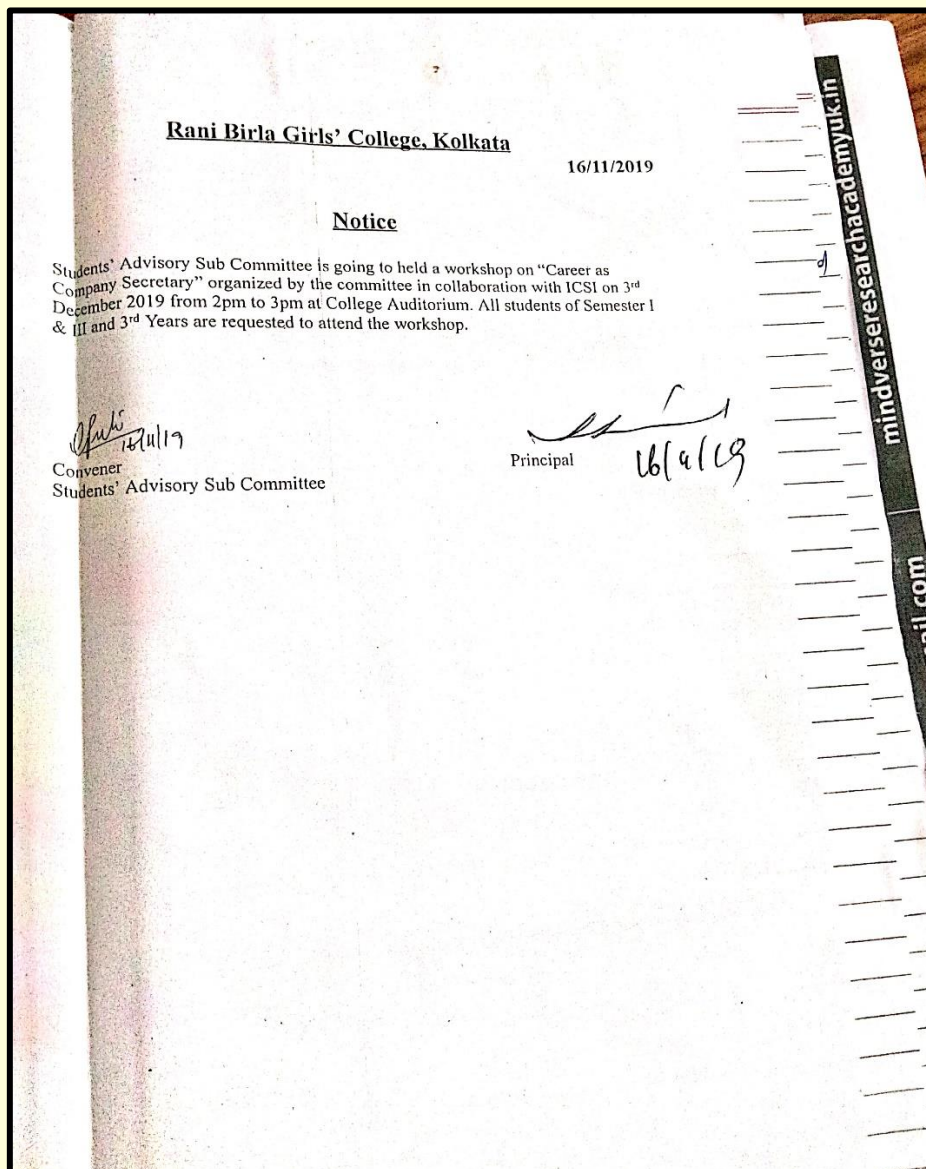 Rani Birla Girls' College, Kolkata
16/11/2019
Notice
Students' Advisory Sub Committee is going to held a workshop on “Career as
Company Secretary” organized by the committee in collaboration with ICSI on 3rd
December 2019 from 2pm to 3pm at College Auditorium. All students of Semester I
& III and 3rd Years are requested to attend the workshop.
16/11/19
Convener
Students' Advisory Sub Committee
Principal
16/11/19
mindverseresearchacademyuk.in
ail.com